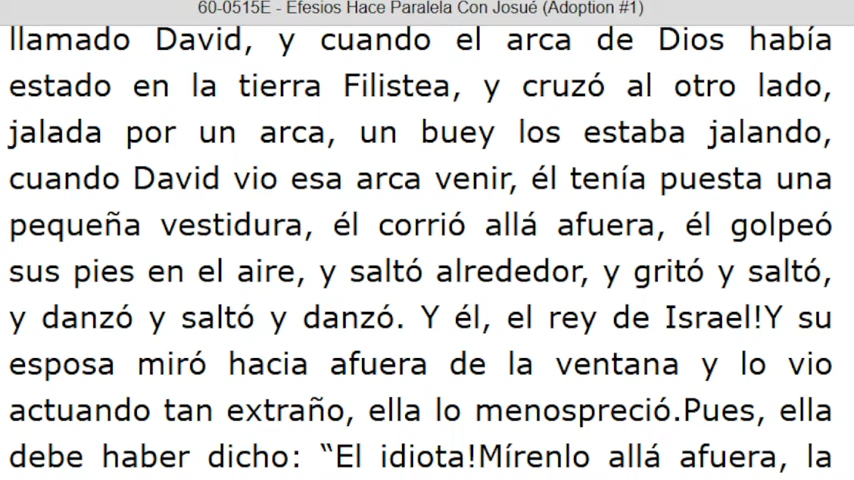 60-0515E - Efesios Hace Paralela Con Josué (Adoption #1)
llamado David, y cuando el arca de Dios había
estado en la tierra Filistea, y cruzó al otro lado,
jalada por un arca, un buey los estaba jalando,
cuando David vio esa arca venir, él tenía puesta una
pequeña vestidura, él corrió allá afuera, él golpeó
sus pies en el aire, y saltó alrededor, y gritó y saltó,
y danzó y saltó y danzó. Y él, el rey de Israel!Y su
esposa miró hacia afuera de la ventana y lo vio
actuando tan extraño, ella lo menospreció.Pues, ella
debe haber dicho: “El idiota!Mírenlo allá afuera, la